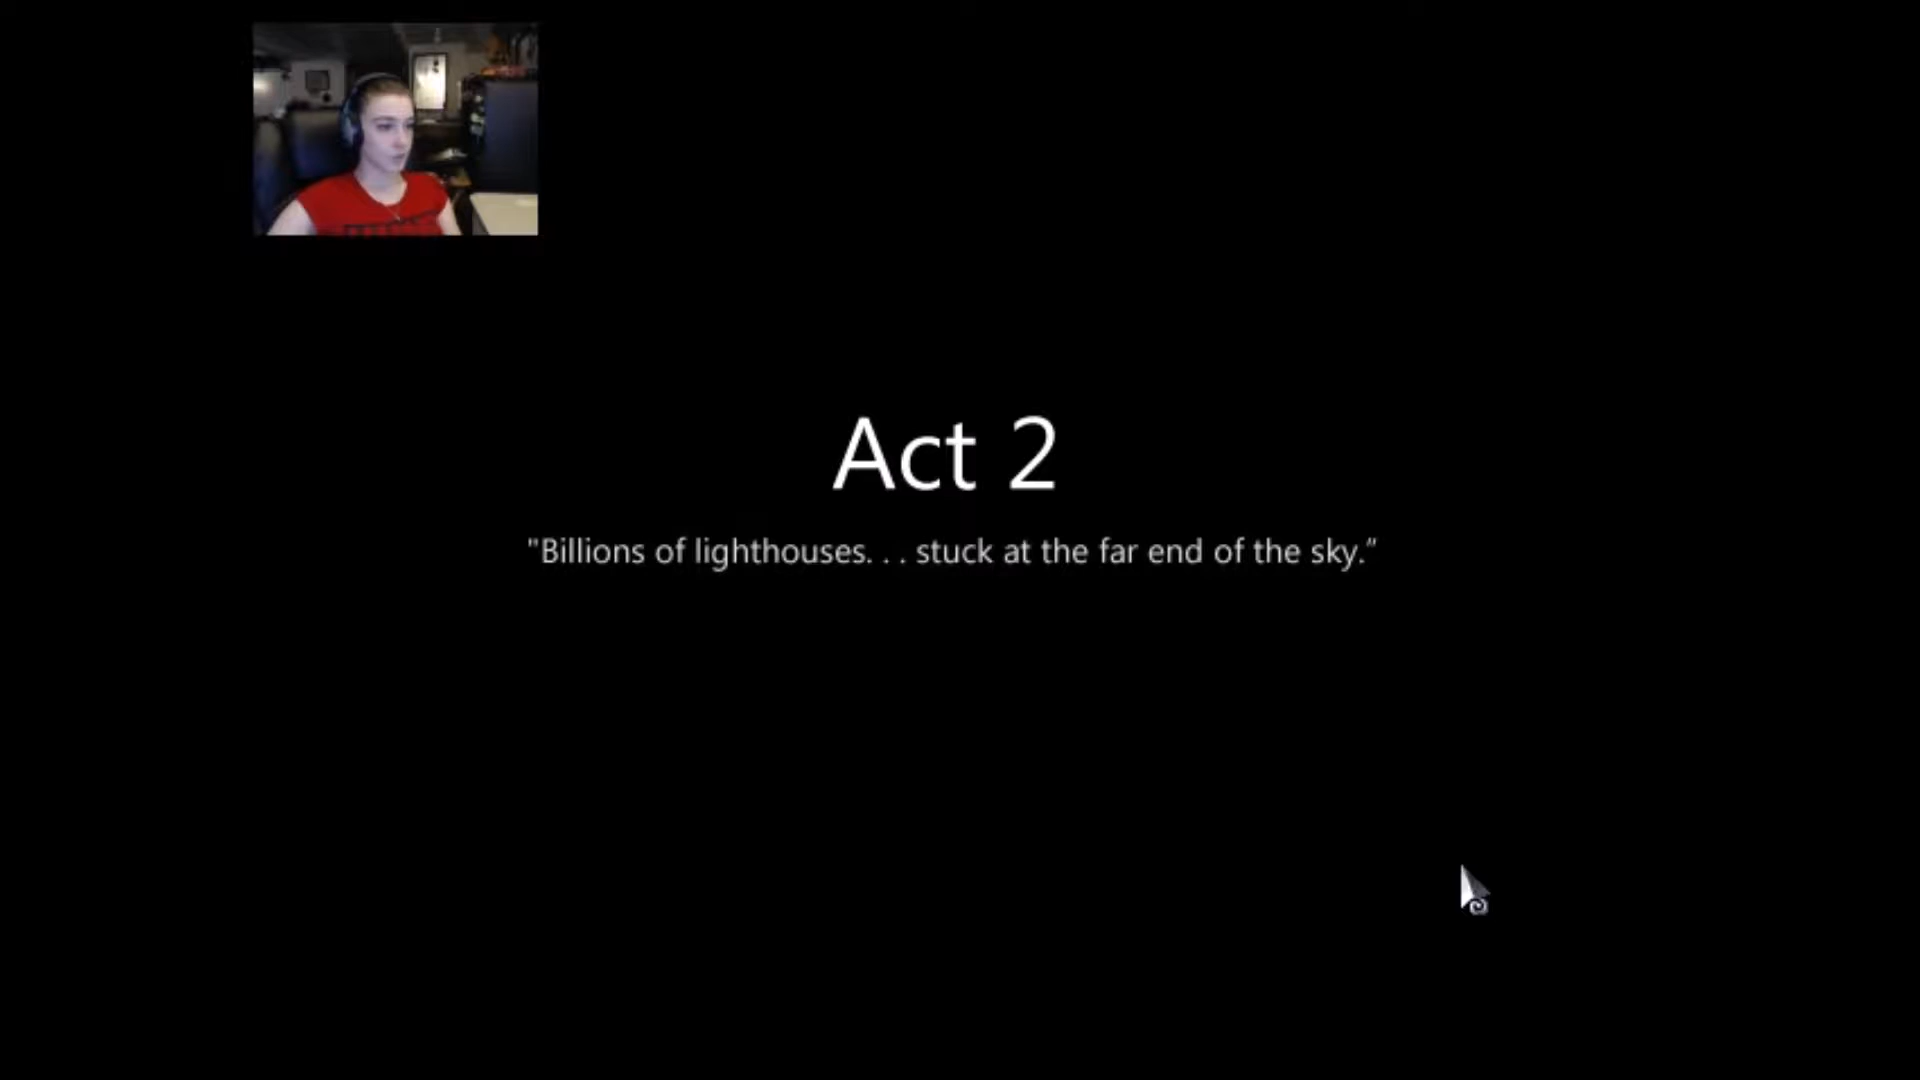 Act 2
"Billions of lighthouses. . . stuck at the far end of the sky."